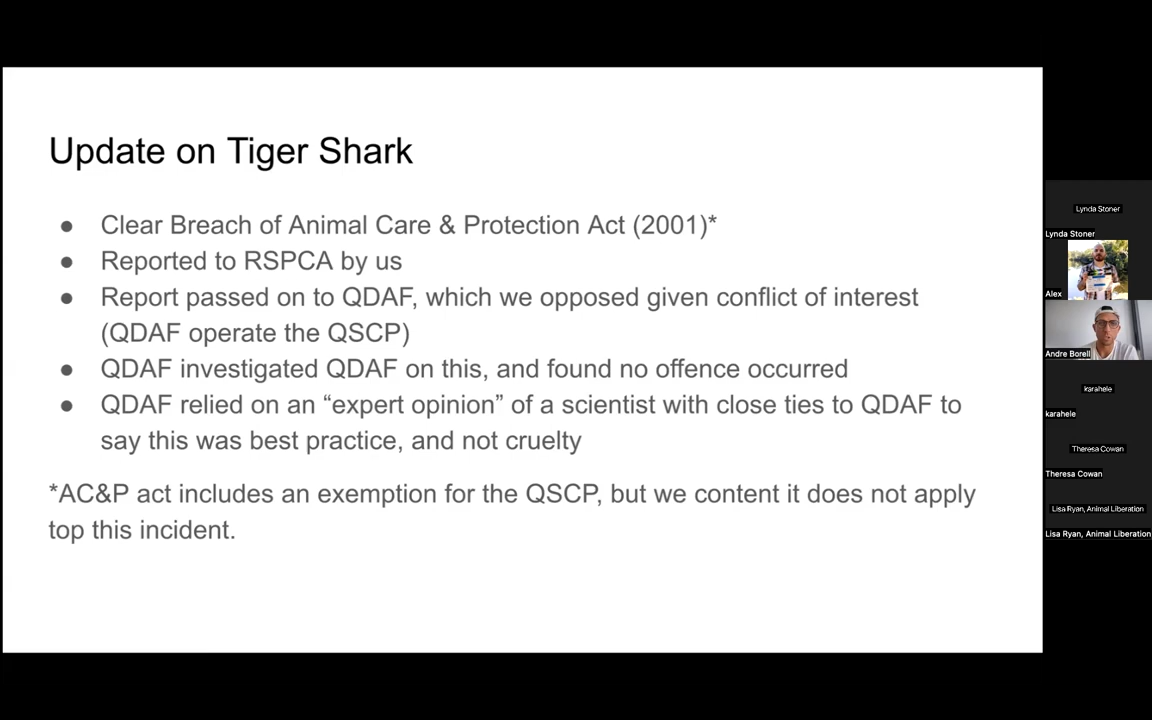 Update on Tiger Shark
● Clear Breach of Animal Care & Protection Act (2001)*
● Reported to RSPCA by us
● Report passed on to QDAF, which we opposed given conflict of interest
(QDAF operate the QSCP)
● QDAF investigated QDAF on this, and found no offence occurred
● QDAF relied on an “expert opinion” of a scientist with close ties to QDAF to
say this was best practice, and not cruelty
*AC&P act includes an exemption for the QSCP, but we content it does not apply
top this incident.
Lynda Stoner
Lynda Stoner
Alex
Andre Borell
karahele
karahele
Theresa Cowan
Theresa Cowan
Lisa Ryan, Animal Liberation
Lisa Ryan, Animal Liberation